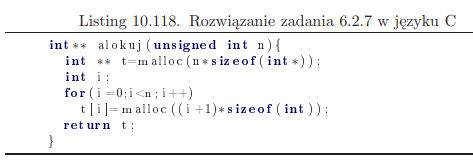 Listing 10.118. Rozwiązanie zadania 6.2.7 w języku C
int** alokuj(unsigned int n){
int ** t=malloc(n*sizeof(int*));
int i;
for(i=0;i<n;i++)
t[i]=malloc((i+1)*sizeof(int));
return t;
}